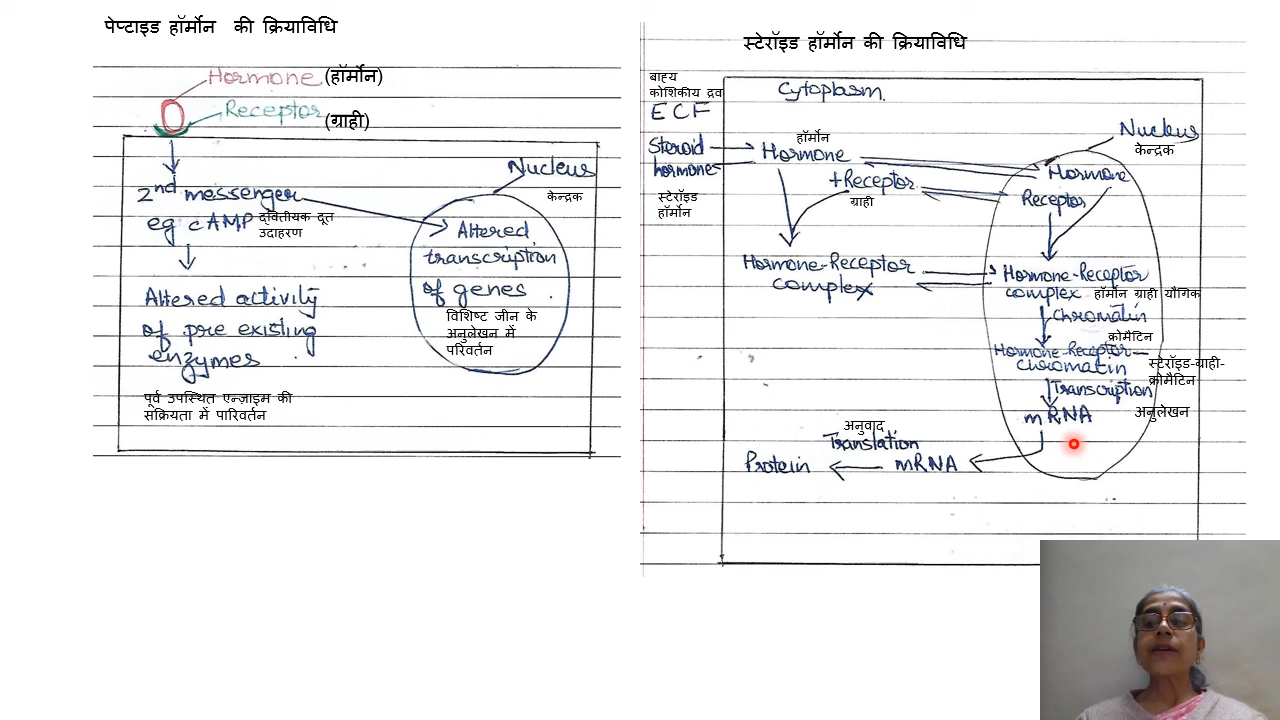 पेप्टाइड हॉर्मोन की क्रियाविधि
Hormone (हॉर्मोन)
Receptor (ग्राही)
2nd messenger
eg cAMP द्वितीयक दूत
उदाहरण
Altered activity
of pre existing
enzymes .
पूर्व उपस्थित एन्ज़ाइम की
सक्रियता में पारिवर्तन
Nucleus
केन्द्रक
Altered
transcription
of genes .
विशिष्ट जीन के
अनुलेखन में
परिवर्तन
स्टेरॉइड हॉर्मोन की क्रियाविधि
बाह्य
कोशिकीय द्रव
ECF
Steroid
hormone
स्टेरॉइड
हॉर्मोन
Cytoplasm
हॉर्मोन
Hormone
+Receptor
ग्राही
Hormone-Receptor
complex
Nucleus
केन्द्रक
Hormone
Receptor
Hormone-Receptor
complex हॉर्मोन ग्राही यौगिक
Chromatin
क्रोमैटिन
Hormone-Receptor-
chromatin
स्टेरॉइड-ग्राही-
क्रोमैटिन
Transcription
अनुलेखन
mRNA
अनुवाद
Translation
Protein
mRNA